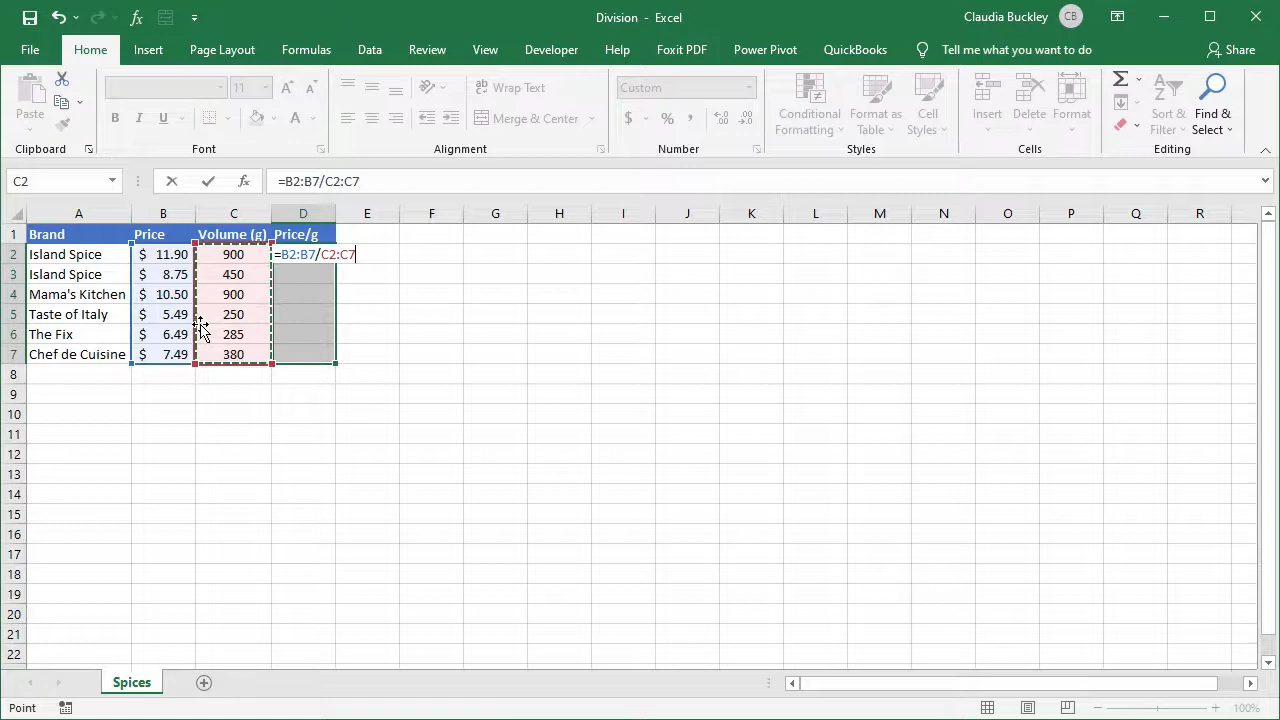 Division - Excel
Claudia Buckley CB
File Home Insert Page Layout Formulas Data Review View Developer Help Foxit PDF Power Pivot QuickBooks Tell me what you want to do Share
Paste
11
Wrap Text
Custom
Conditional Formatting
Format as Table
Cell Styles
Insert
Delete
Format
Sort & Filter
Find & Select
B I U
Merge & Center
$ % ,
Clipboard Font Alignment Number Styles Cells Editing
C2 fx =B2:B7/C2:C7
A B C D E F G H I J K L M N O P Q R
1 Brand Price Volume (g) Price/g
2 Island Spice $ 11.90 900 =B2:B7/C2:C7
3 Island Spice $ 8.75 450
4 Mama's Kitchen $ 10.50 900
5 Taste of Italy $ 5.49 250
6 The Fix $ 6.49 285
7 Chef de Cuisine $ 7.49 380
8
9
10
11
12
13
14
15
16
17
18
19
20
21
22
Spices
Point
100%